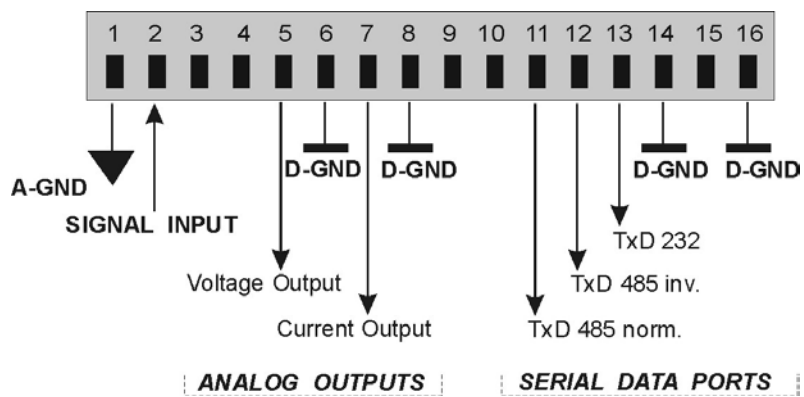 1 2 3 4 5 6 7 8 9 10 11 12 13 14 15 16
D-GND D-GND D-GND D-GND
A-GND
SIGNAL INPUT
TxD 232
Voltage Output TxD 485 inv.
Current Output TxD 485 norm.
ANALOG OUTPUTS SERIAL DATA PORTS